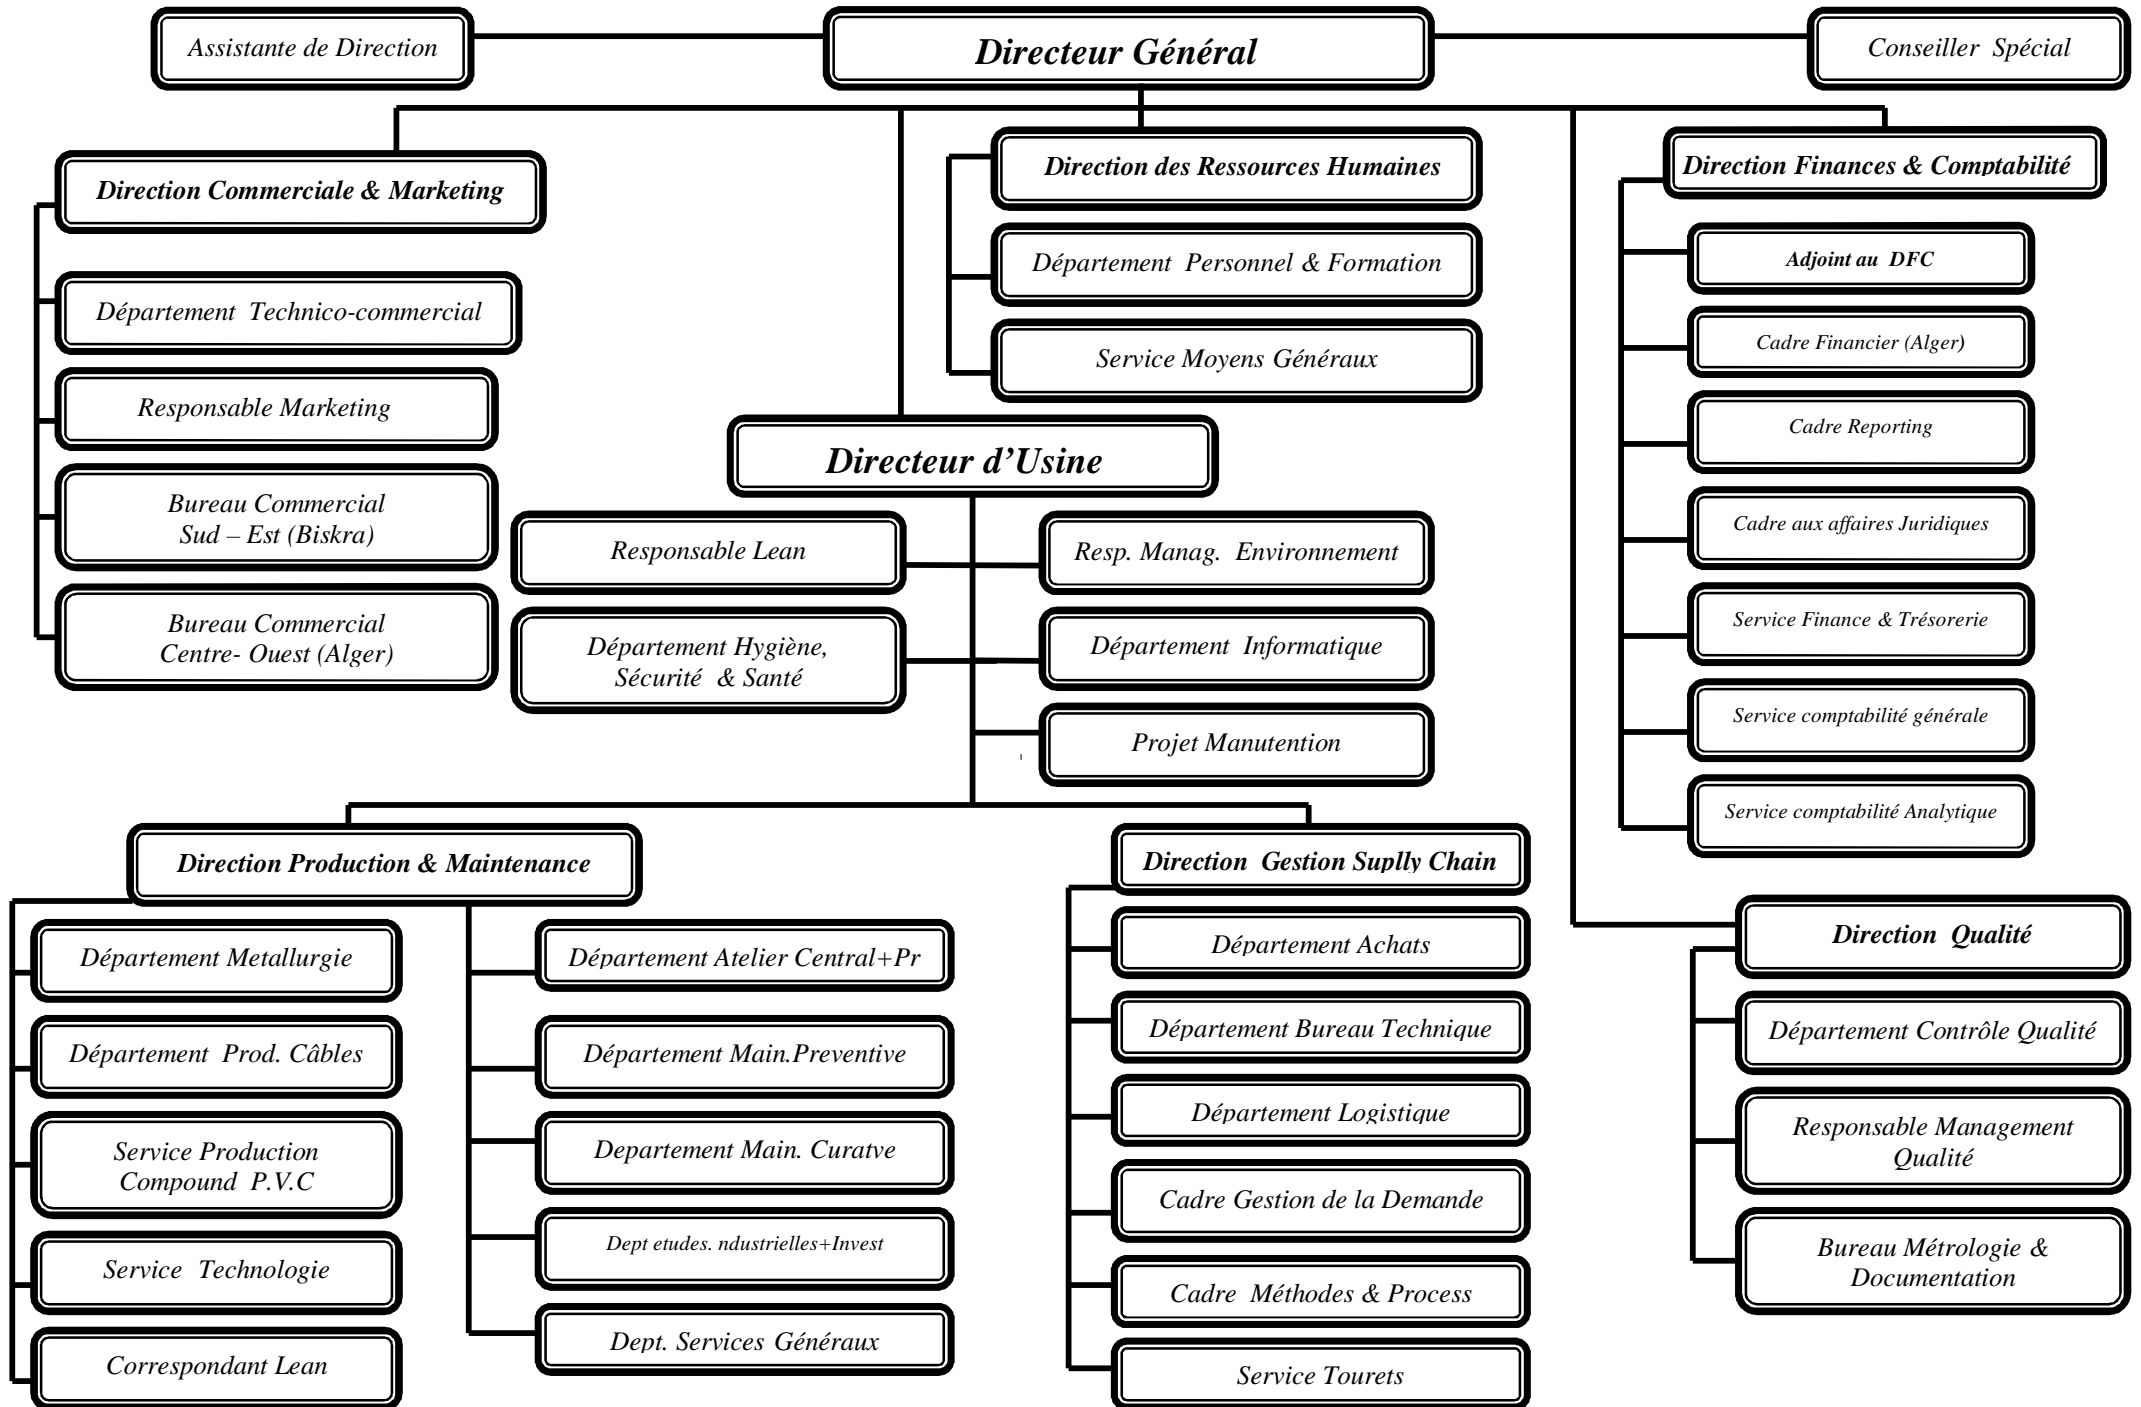 Assistante de Direction
Directeur Général
Conseiller Spécial
Direction Commerciale & Marketing
Département Technico-commercial
Responsable Marketing
Bureau Commercial
Sud – Est (Biskra)
Bureau Commercial
Centre- Ouest (Alger)
Direction des Ressources Humaines
Département Personnel & Formation
Service Moyens Généraux
Direction Finances & Comptabilité
Adjoint au DFC
Cadre Financier (Alger)
Cadre Reporting
Cadre aux affaires Juridiques
Service Finance & Trésorerie
Service comptabilité générale
Service comptabilité Analytique
Directeur d’Usine
Responsable Lean
Resp. Manag. Environnement
Département Hygiène,
Sécurité & Santé
Département Informatique
Projet Manutention
Direction Production & Maintenance
Département Metallurgie
Département Prod. Câbles
Service Production
Compound P.V.C
Service Technologie
Correspondant Lean
Département Atelier Central+Pr
Département Main.Preventive
Departement Main. Curatve
Dept etudes. ndustrielles+Invest
Dept. Services Généraux
Direction Gestion Suplly Chain
Département Achats
Département Bureau Technique
Département Logistique
Cadre Gestion de la Demande
Cadre Méthodes & Process
Service Tourets
Direction Qualité
Département Contrôle Qualité
Responsable Management
Qualité
Bureau Métrologie &
Documentation